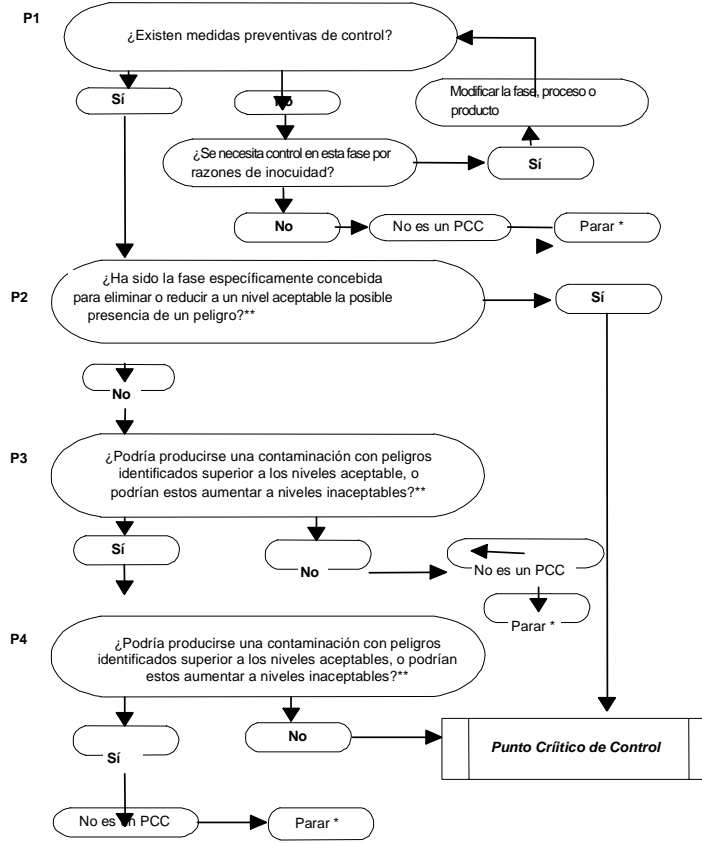 P1
¿Existen medidas preventivas de control?
Sí
No
Modificar la fase, proceso o
producto
¿Se necesita control en esta fase por
razones de inocuidad?
Sí
No
No es un PCC
Parar *
P2
¿Ha sido la fase específicamente concebida
para eliminar o reducir a un nivel aceptable la posible
presencia de un peligro?**
Sí
No
P3
¿Podría producirse una contaminación con peligros
identificados superior a los niveles aceptable, o
podrían estos aumentar a niveles inaceptables?**
Sí
No
No es un PCC
Parar *
P4
¿Podría producirse una contaminación con peligros
identificados superior a los niveles aceptables, o podrían
estos aumentar a niveles inaceptables?**
Sí
No
Punto Criítico de Control
No es un PCC
Parar *